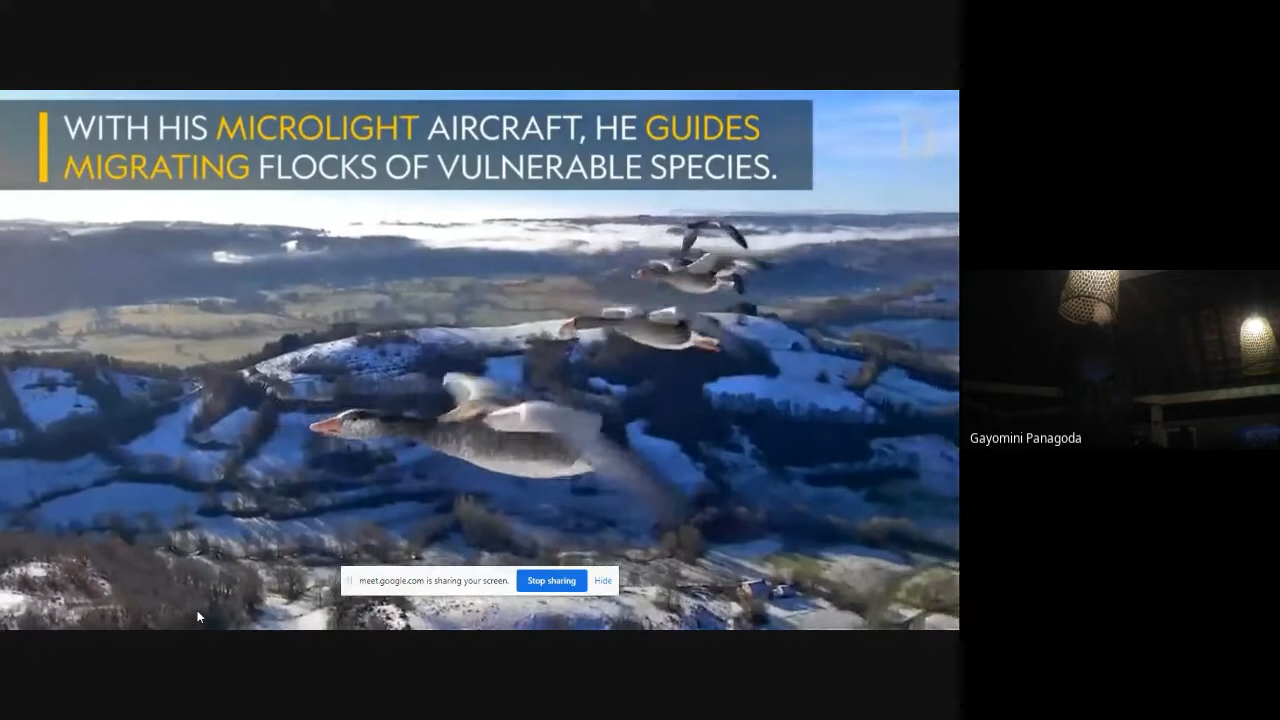 WITH HIS MICROLIGHT AIRCRAFT, HE GUIDES
MIGRATING FLOCKS OF VULNERABLE SPECIES.
Gayomini Panagoda
meet.google.com is sharing your screen. Stop sharing Hide